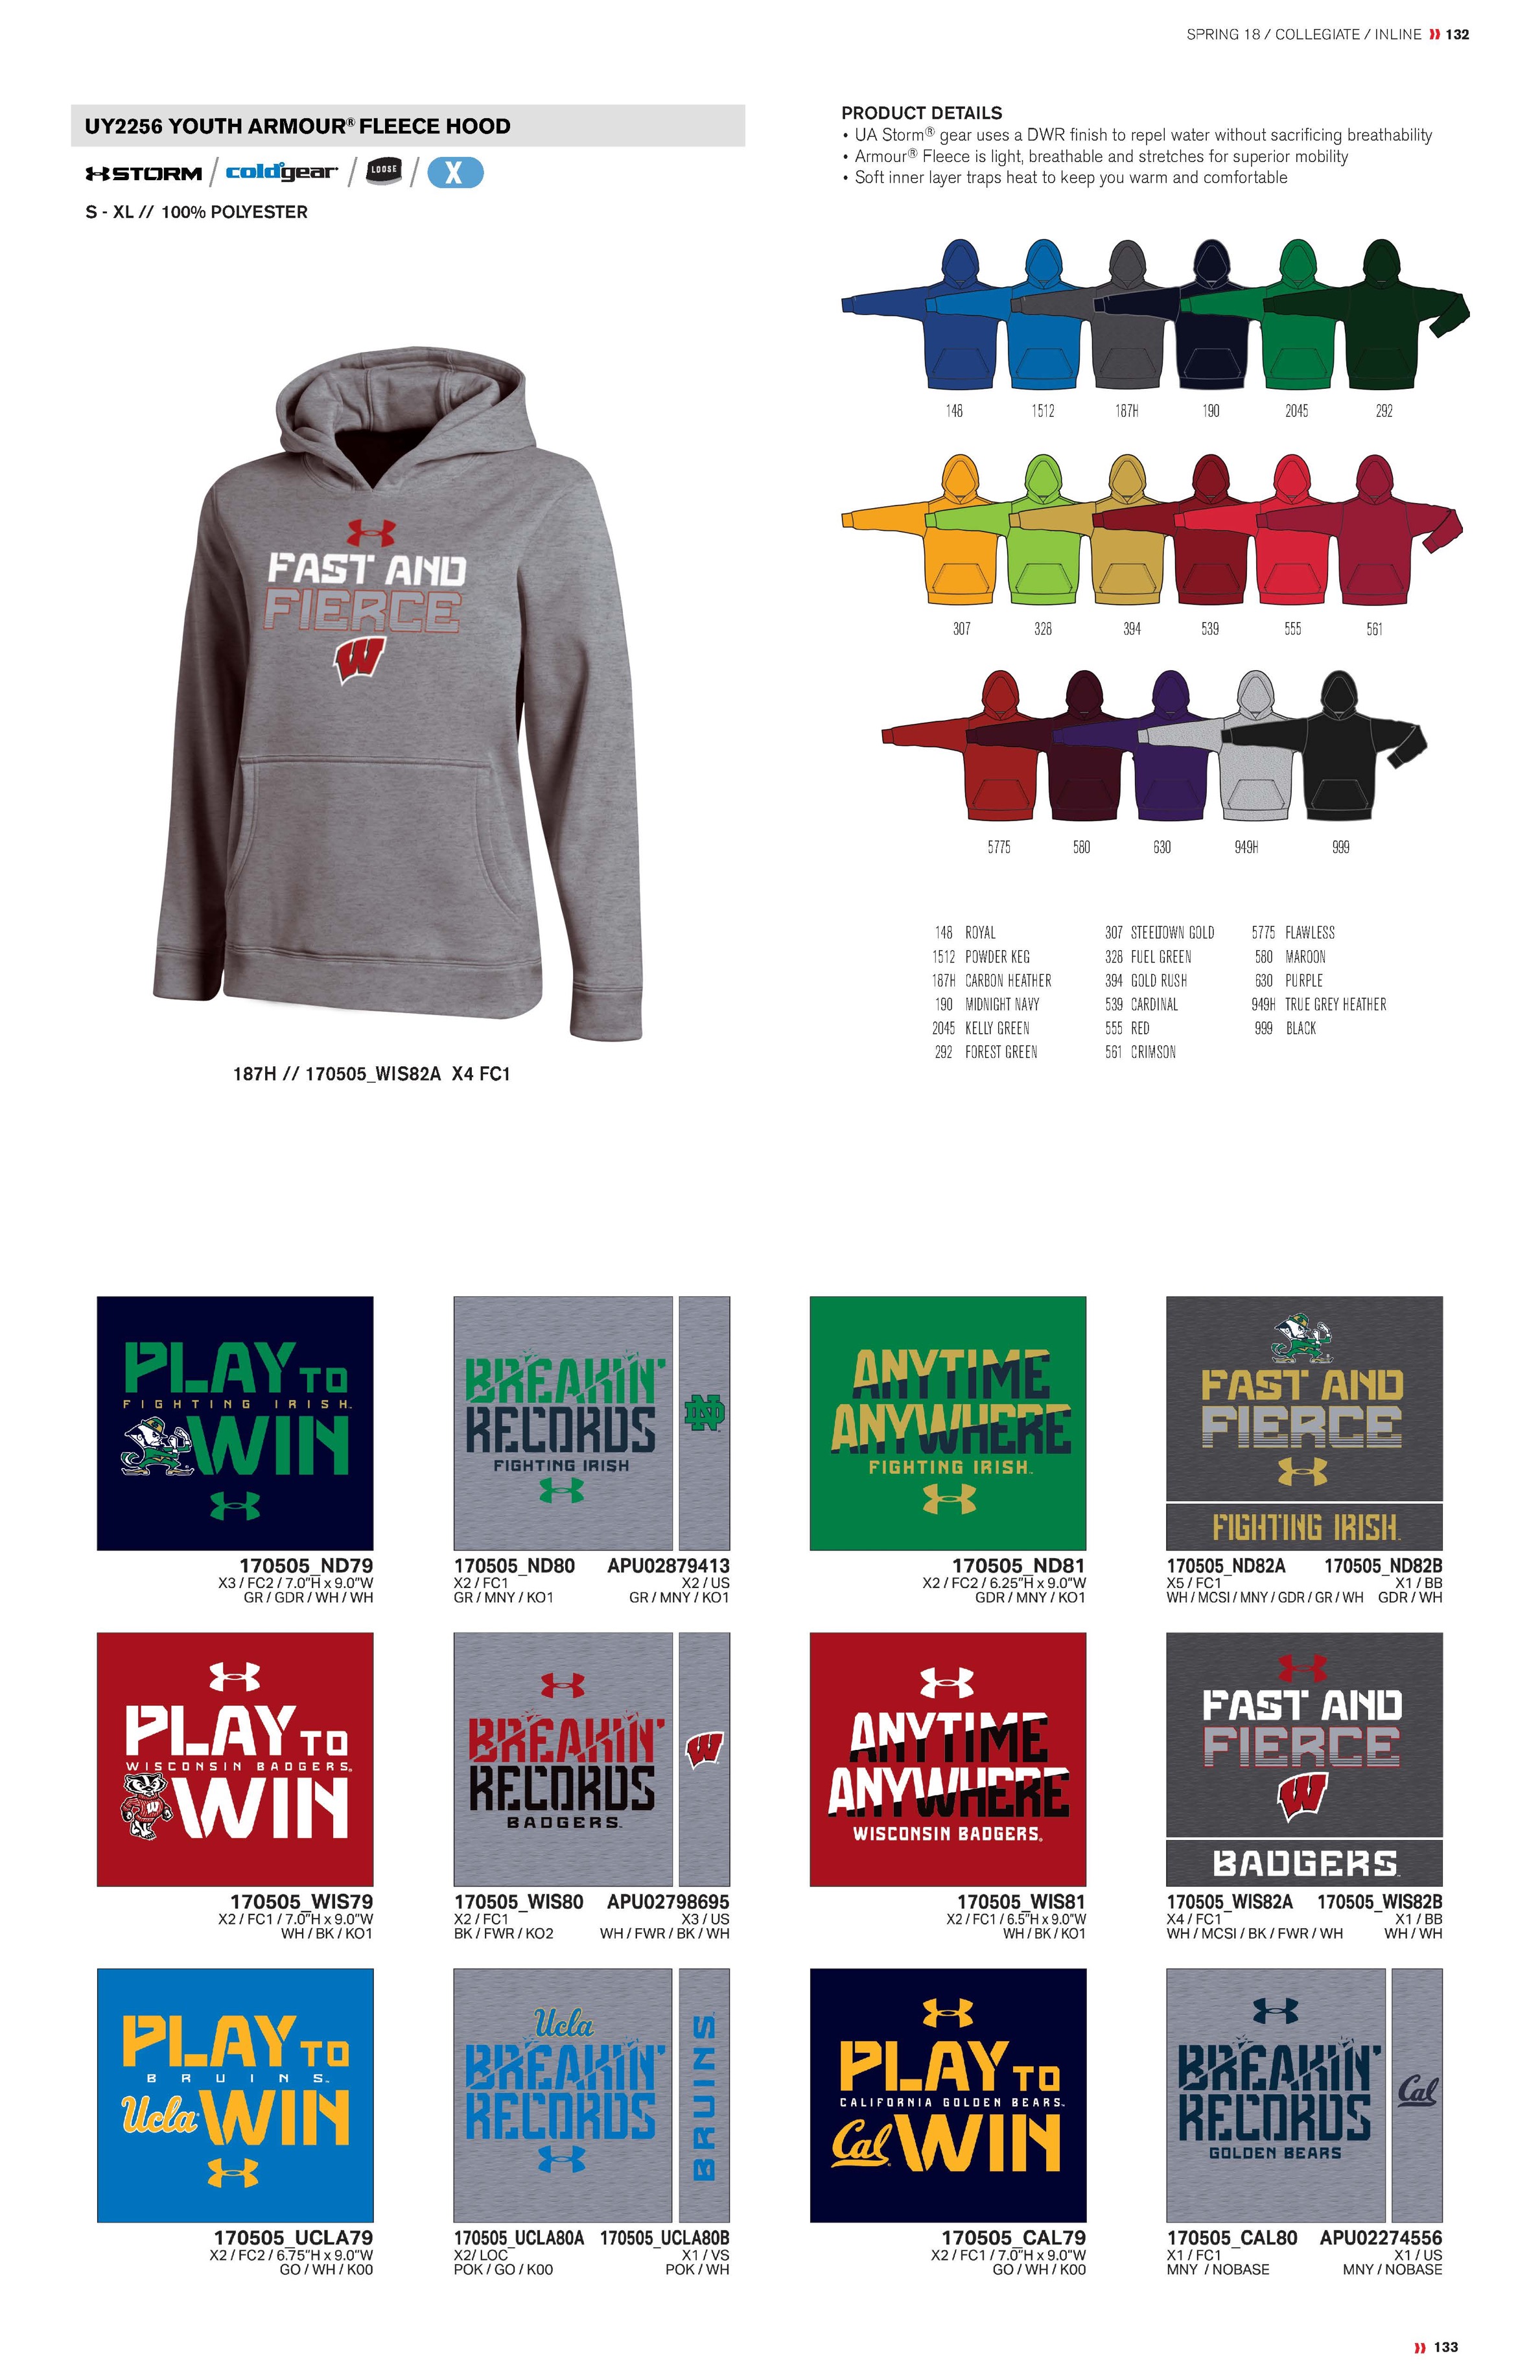 SPRING 18 / COLLEGIATE / INLINE 132
UY2256 YOUTH ARMOUR® FLEECE HOOD
STORM / coldgear / LOOSE / X
S - XL // 100% POLYESTER
PRODUCT DETAILS
• UA Storm® gear uses a DWR finish to repel water without sacrificing breathability
• Armour® Fleece is light, breathable and stretches for superior mobility
• Soft inner layer traps heat to keep you warm and comfortable
148 1512 187H 190 2045 292
307 328 394 539 555 561
5775 580 630 949H 999
148 ROYAL
1512 POWDER KEG
187H CARBON HEATHER
190 MIDNIGHT NAVY
2045 KELLY GREEN
292 FOREST GREEN
307 STEELTOWN GOLD
328 FUEL GREEN
394 GOLD RUSH
539 CARDINAL
555 RED
561 CRIMSON
5775 FLAWLESS
580 MAROON
630 PURPLE
949H TRUE GREY HEATHER
999 BLACK
FAST AND
FIERCE
W
187H // 170505_WIS82A X4 FC1
PLAY TO
FIGHTING IRISH™
WIN
170505_ND79
X3 / FC2 / 7.0"H x 9.0"W
GR / GDR / WH / WH
BREAKIN'
RECORDS
FIGHTING IRISH
ND
170505_ND80 APU02879413
X2 / FC1 X2 / US
GR / MNY / KO1 GR / MNY / KO1
ANYTIME
ANYWHERE
FIGHTING IRISH™
170505_ND81
X2 / FC2 / 6.25"H x 9.0"W
GDR / MNY / KO1
FAST AND
FIERCE
FIGHTING IRISH
170505_ND82A 170505_ND82B
X5 / FC1 X1 / BB
WH / MCSI / MNY / GDR / GR / WH GDR / WH
PLAY TO
WISCONSIN BADGERS®
WIN
170505_WIS79
X2 / FC1 / 7.0"H x 9.0"W
WH / BK / KO1
BREAKIN'
RECORDS
BADGERS™
W
170505_WIS80 APU02798695
X2 / FC1 X3 / US
BK / FWR / KO2 WH / FWR / BK / WH
ANYTIME
ANYWHERE
WISCONSIN BADGERS®
170505_WIS81
X2 / FC1 / 6.5"H x 9.0"W
WH / BK / KO1
FAST AND
FIERCE
W
BADGERS
170505_WIS82A 170505_WIS82B
X4 / FC1 X1 / BB
WH / MCSI / BK / FWR / WH WH / WH
PLAY TO
BRUINS™
Ucla WIN
170505_UCLA79
X2 / FC2 / 6.75"H x 9.0"W
GO / WH / K00
Ucla
BREAKIN'
RECORDS
BRUINS
170505_UCLA80A 170505_UCLA80B
X2/ LOC X1 / VS
POK / GO / K00 POK / WH
PLAY TO
CALIFORNIA GOLDEN BEARS™
Cal WIN
170505_CAL79
X2 / FC1 / 7.0"H x 9.0"W
GO / WH / K00
BREAKIN'
RECORDS
GOLDEN BEARS
Cal
170505_CAL80 APU02274556
X1 / FC1 X1 / US
MNY / NOBASE MNY / NOBASE
133